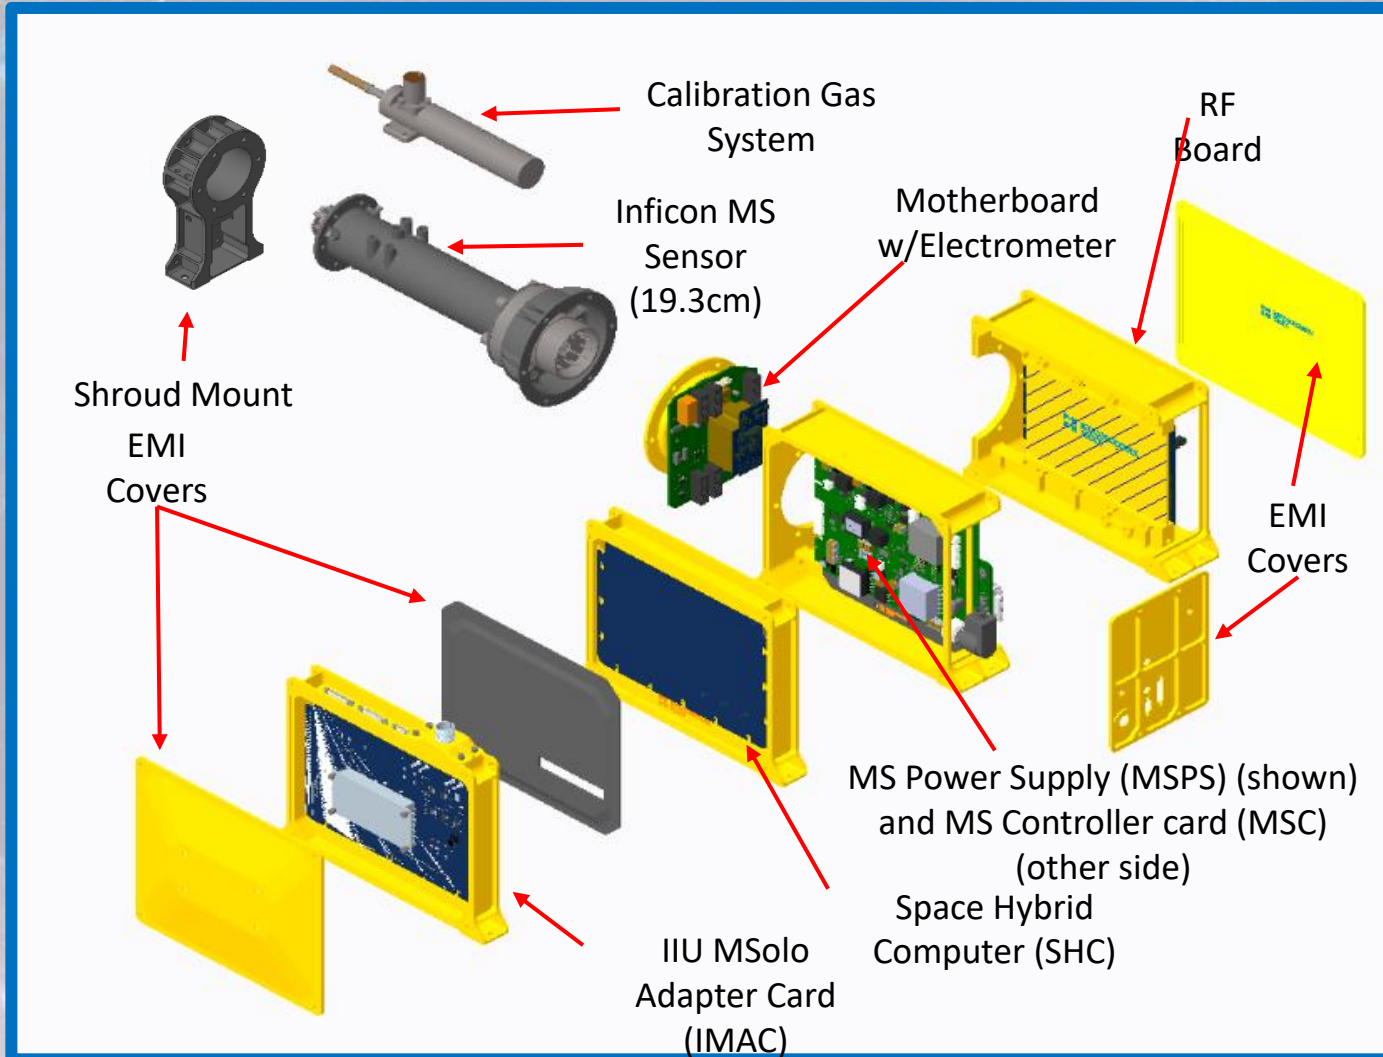 Calibration Gas
System
RF
Board
Inficon MS
Sensor
(19.3cm)
Motherboard
w/Electrometer
Shroud Mount
EMI
Covers
EMI
Covers
MS Power Supply (MSPS) (shown)
and MS Controller card (MSC)
(other side)
Space Hybrid
Computer (SHC)
IIU MSolo
Adapter Card
(IMAC)